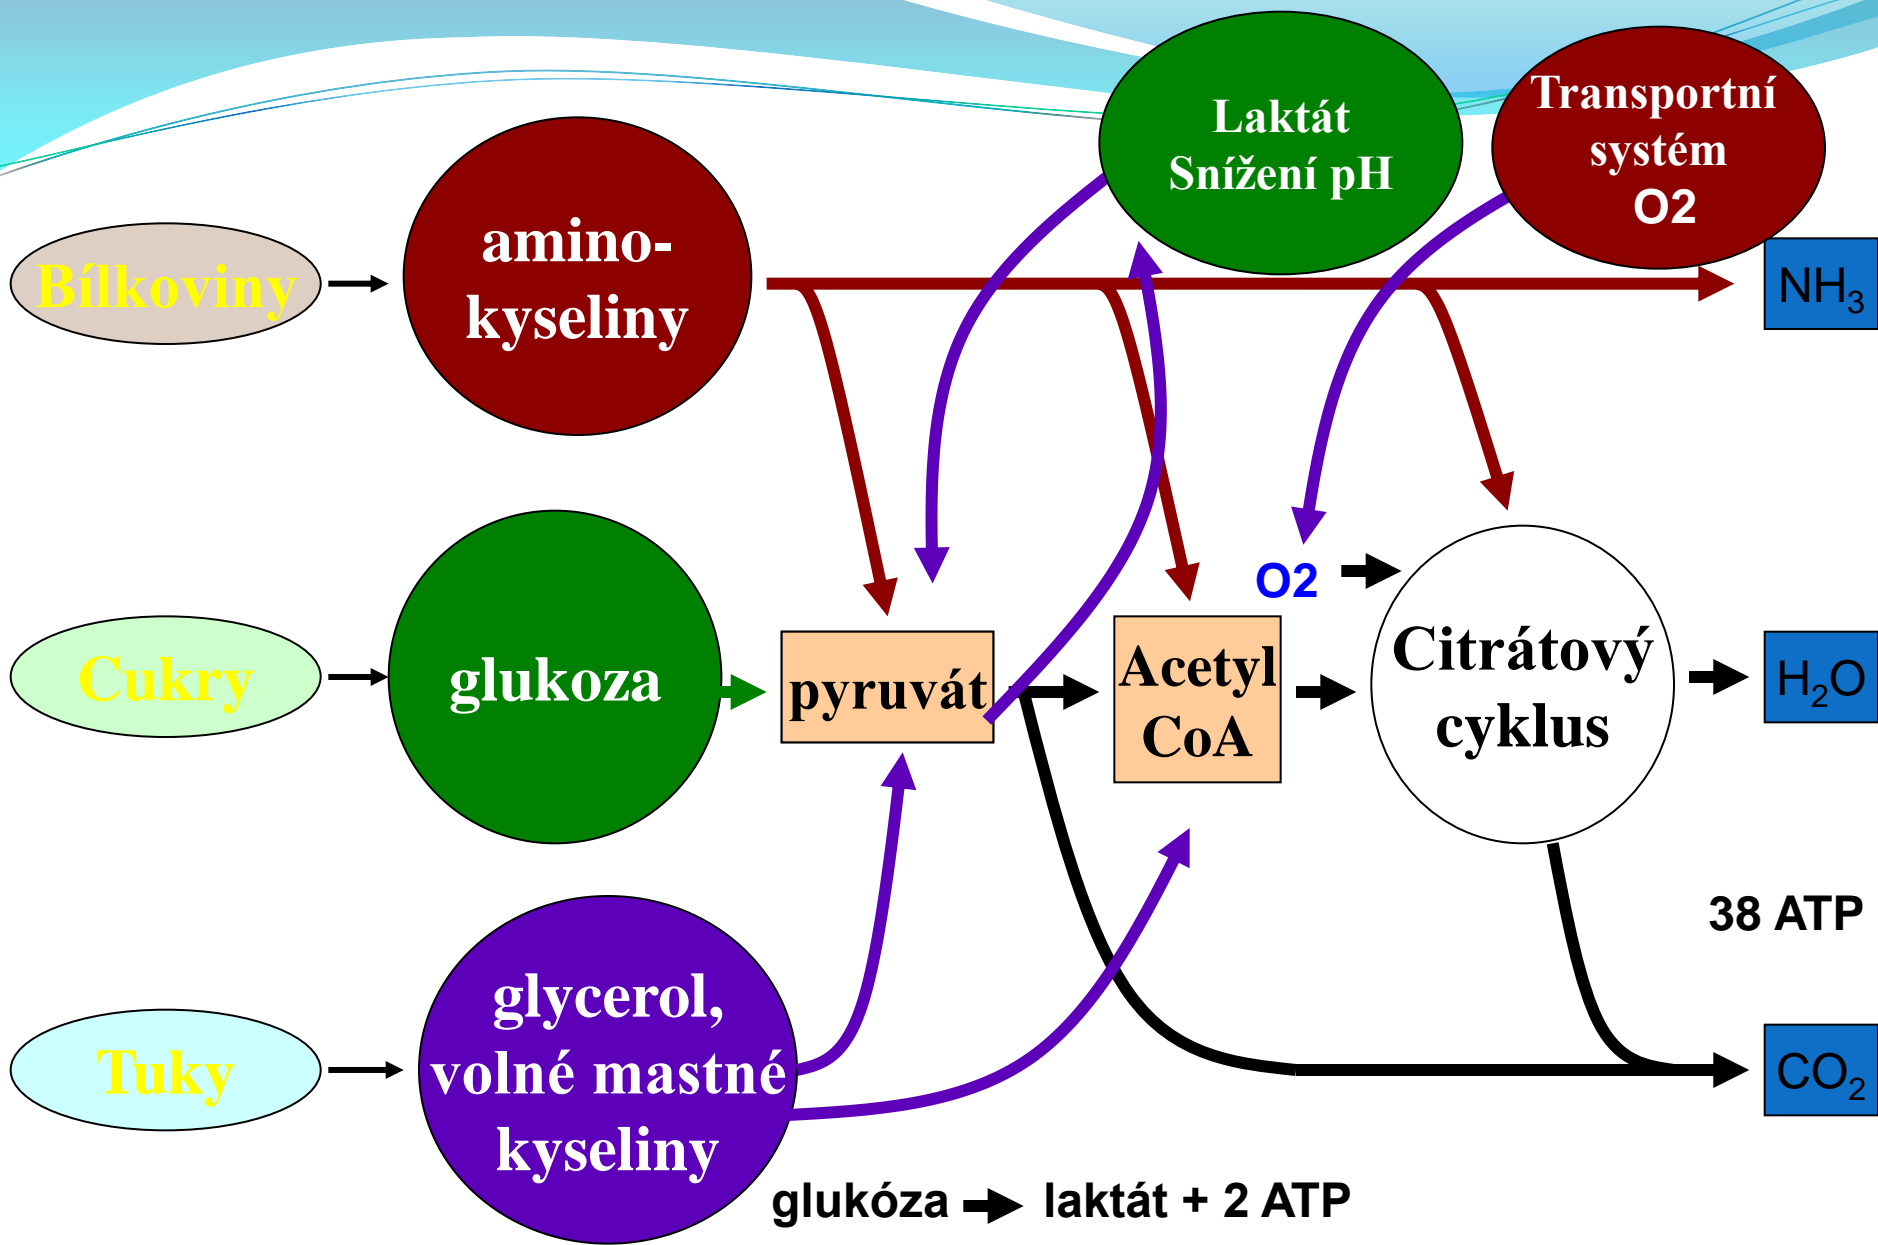 Laktát
Snížení pH
Transportní
systém
O2
Bílkoviny
amino-
kyseliny
NH₃
O2
Cukry
glukoza
pyruvát
Acetyl
CoA
Citrátový
cyklus
H₂O
38 ATP
Tuky
glycerol,
volné mastné
kyseliny
CO₂
glukóza laktát + 2 ATP